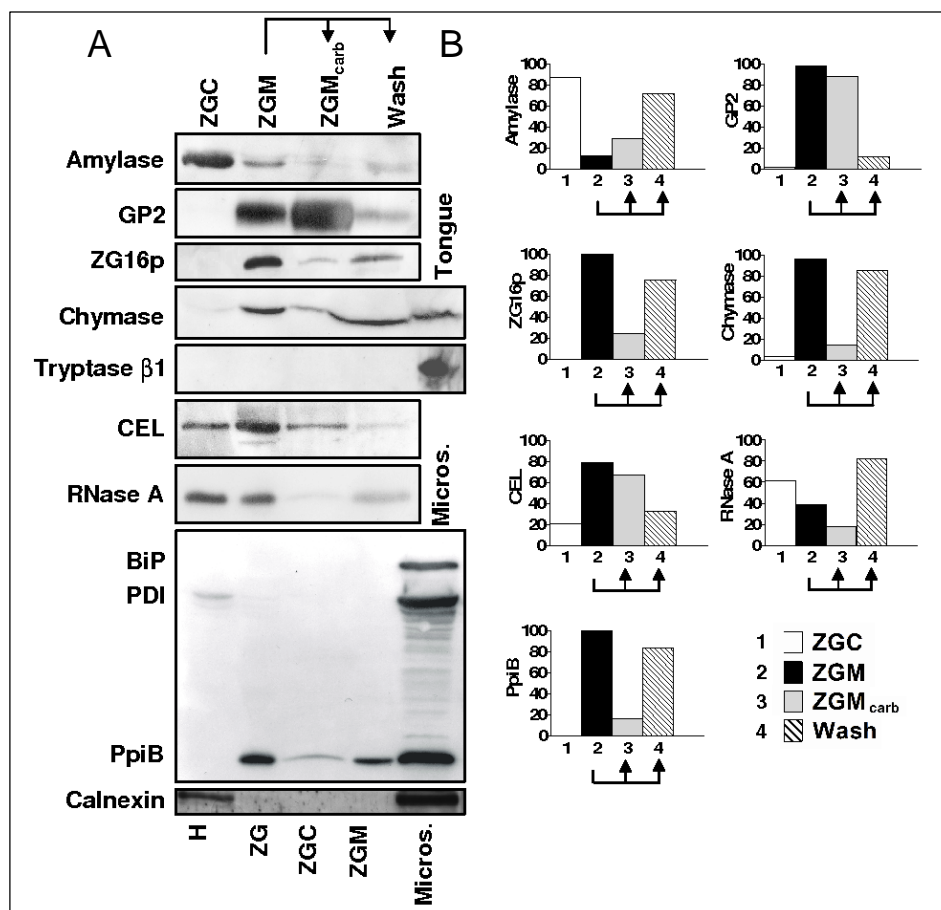 A
B
ZGC
ZGM
ZGM carb
Wash
Amylase
GP2
ZG16p
Chymase
Tryptase β1
CEL
RNase A
BiP
PDI
PpiB
Calnexin
Tongue
Micros.
H
ZG
ZGC
ZGM
Micros.
Amylase
100
80
60
40
20
0
1 2 3 4
GP2
100
80
60
40
20
0
1 2 3 4
ZG16p
100
80
60
40
20
0
1 2 3 4
Chymase
100
80
60
40
20
0
1 2 3 4
CEL
100
80
60
40
20
0
1 2 3 4
RNase A
100
80
60
40
20
0
1 2 3 4
PpiB
100
80
60
40
20
0
1 2 3 4
1 ZGC
2 ZGM
3 ZGM carb
4 Wash